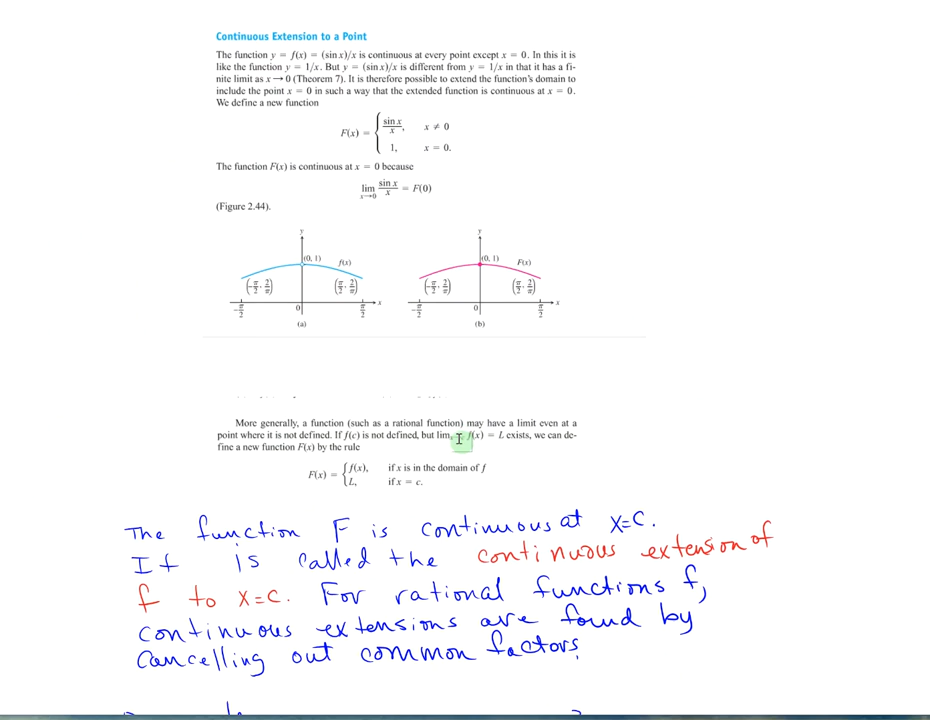 Continuous Extension to a Point
The function y = f(x) = (sin x)/x is continuous at every point except x = 0. In this it is
like the function y = 1/x. But y = (sin x)/x is different from y = 1/x in that it has a fi-
nite limit as x → 0 (Theorem 7). It is therefore possible to extend the function's domain to
include the point x = 0 in such a way that the extended function is continuous at x = 0.
We define a new function
F(x) = { sin x / x, x ≠ 0
1, x = 0.
The function F(x) is continuous at x = 0 because
lim x→0 sin x / x = F(0)
(Figure 2.44).
y y
(0, 1) f(x) (0, 1) F(x)
(-π/2, 2/π) (π/2, 2/π) (-π/2, 2/π) (π/2, 2/π)
-π/2 0 π/2 x -π/2 0 π/2 x
(a) (b)
More generally, a function (such as a rational function) may have a limit even at a
point where it is not defined. If f(c) is not defined, but lim f(x) = L exists, we can de-
fine a new function F(x) by the rule
F(x) = { f(x), if x is in the domain of f
L, if x = c.
The function F is continuous at x=c.
It is called the continuous extension of
f to x=c. For rational functions f,
continuous extensions are found by
cancelling out common factors.